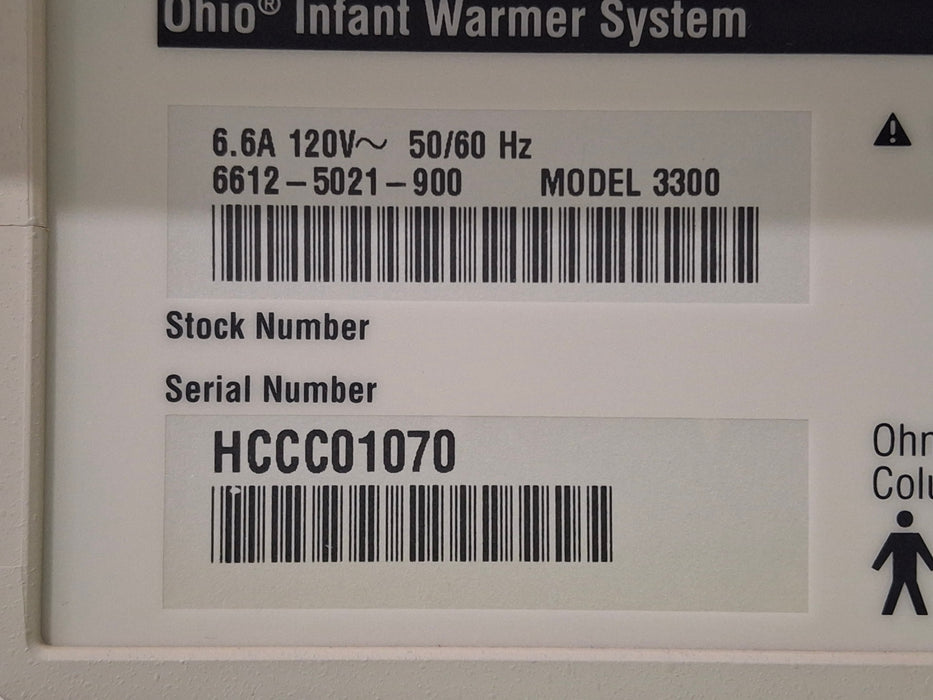 Ohio® Infant Warmer System
6.6A 120V~ 50/60 Hz
6612-5021-900 MODEL 3300
Stock Number
Serial Number
HCCC01070